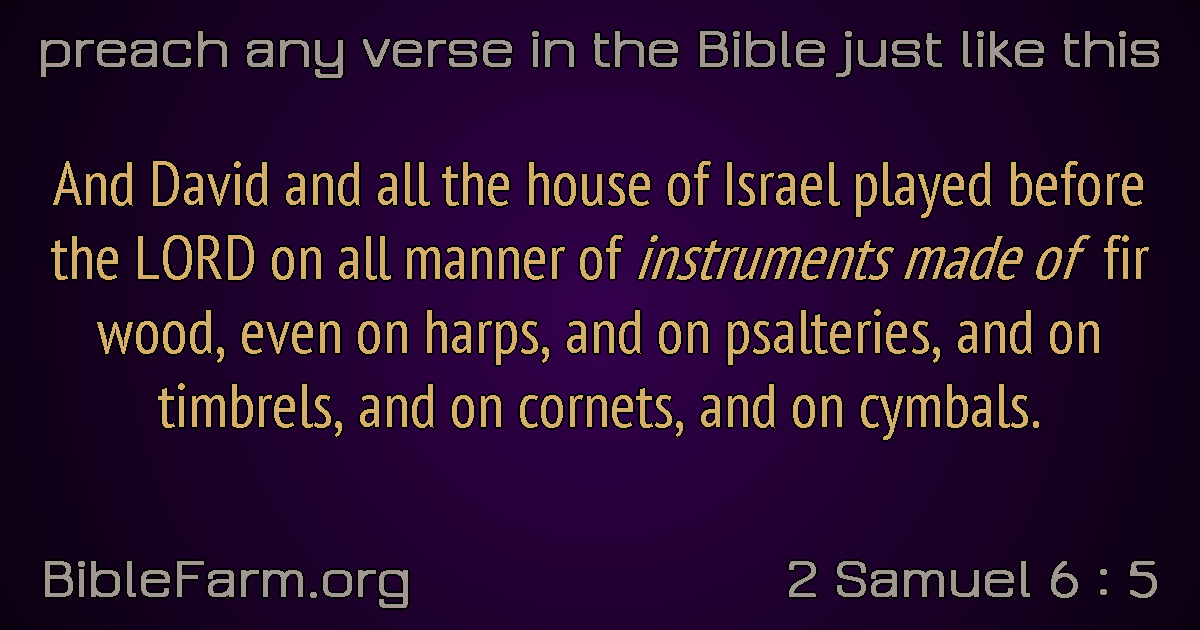 preach any verse in the Bible just like this
And David and all the house of Israel played before
the LORD on all manner of instruments made of fir
wood, even on harps, and on psalteries, and on
timbrels, and on cornets, and on cymbals.
BibleFarm.org
2 Samuel 6 : 5